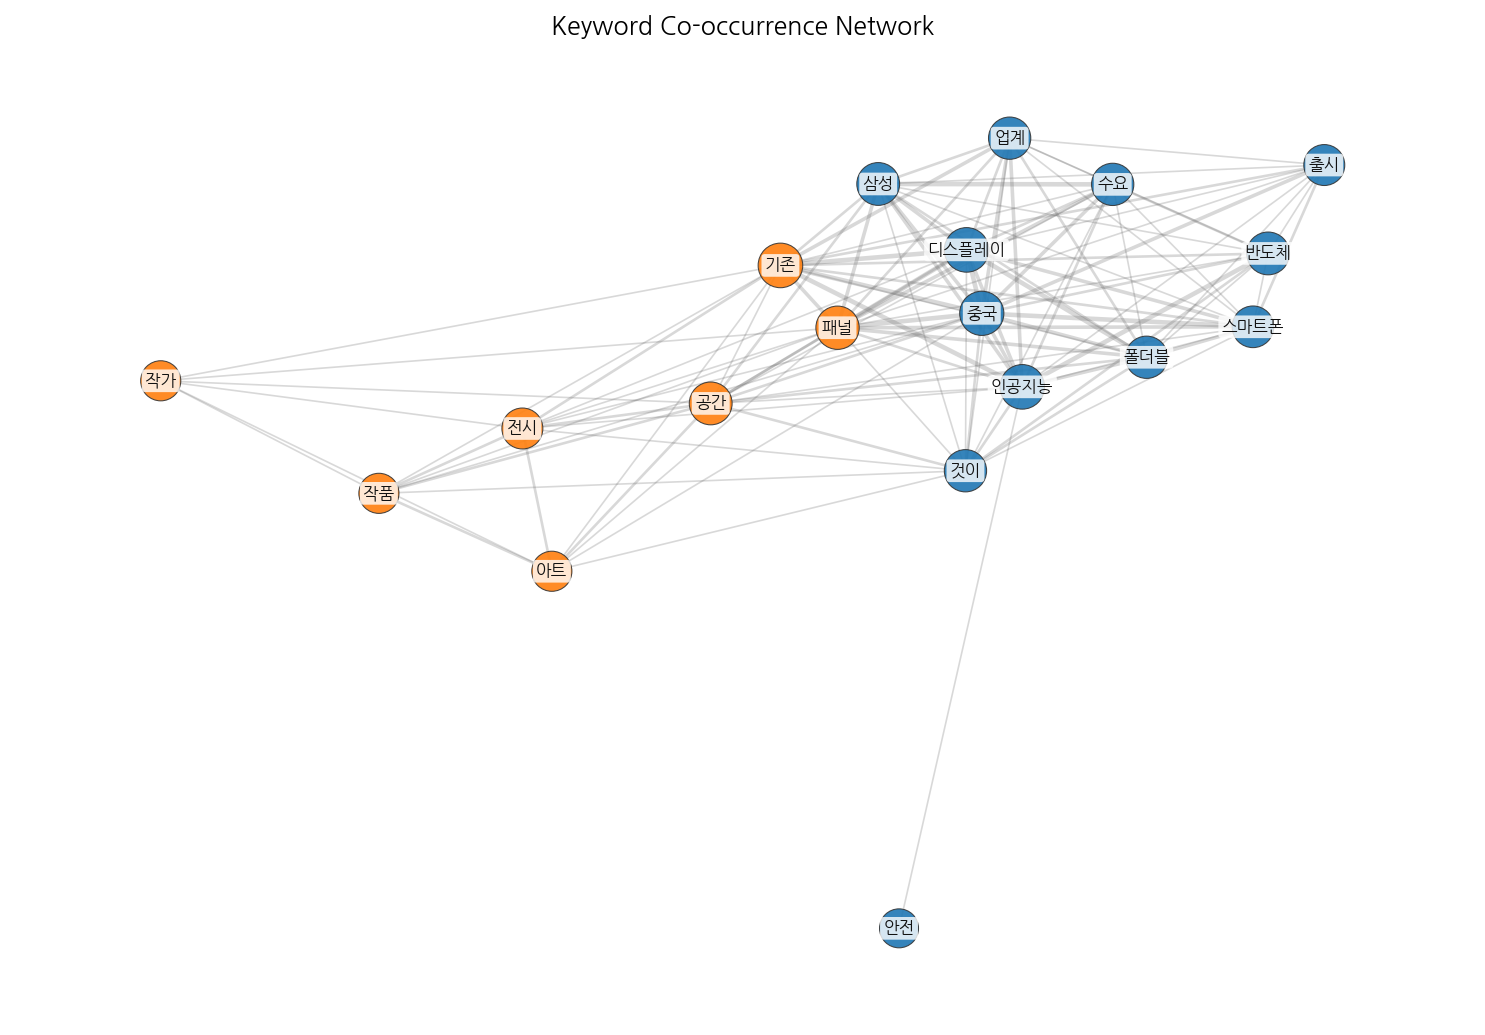 Keyword Co-occurrence Network
업계
출시
삼성
수요
디스플레이
반도체
기존
중국
패널
스마트폰
폴더블
작가
인공지능
공간
전시
것이
작품
아트
안전